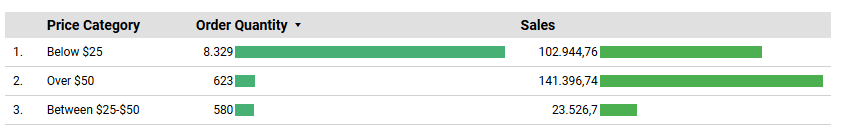 Price Category Order Quantity Sales
1. Below $25 8.329 102.944,76
2. Over $50 623 141.396,74
3. Between $25-$50 580 23.526,7